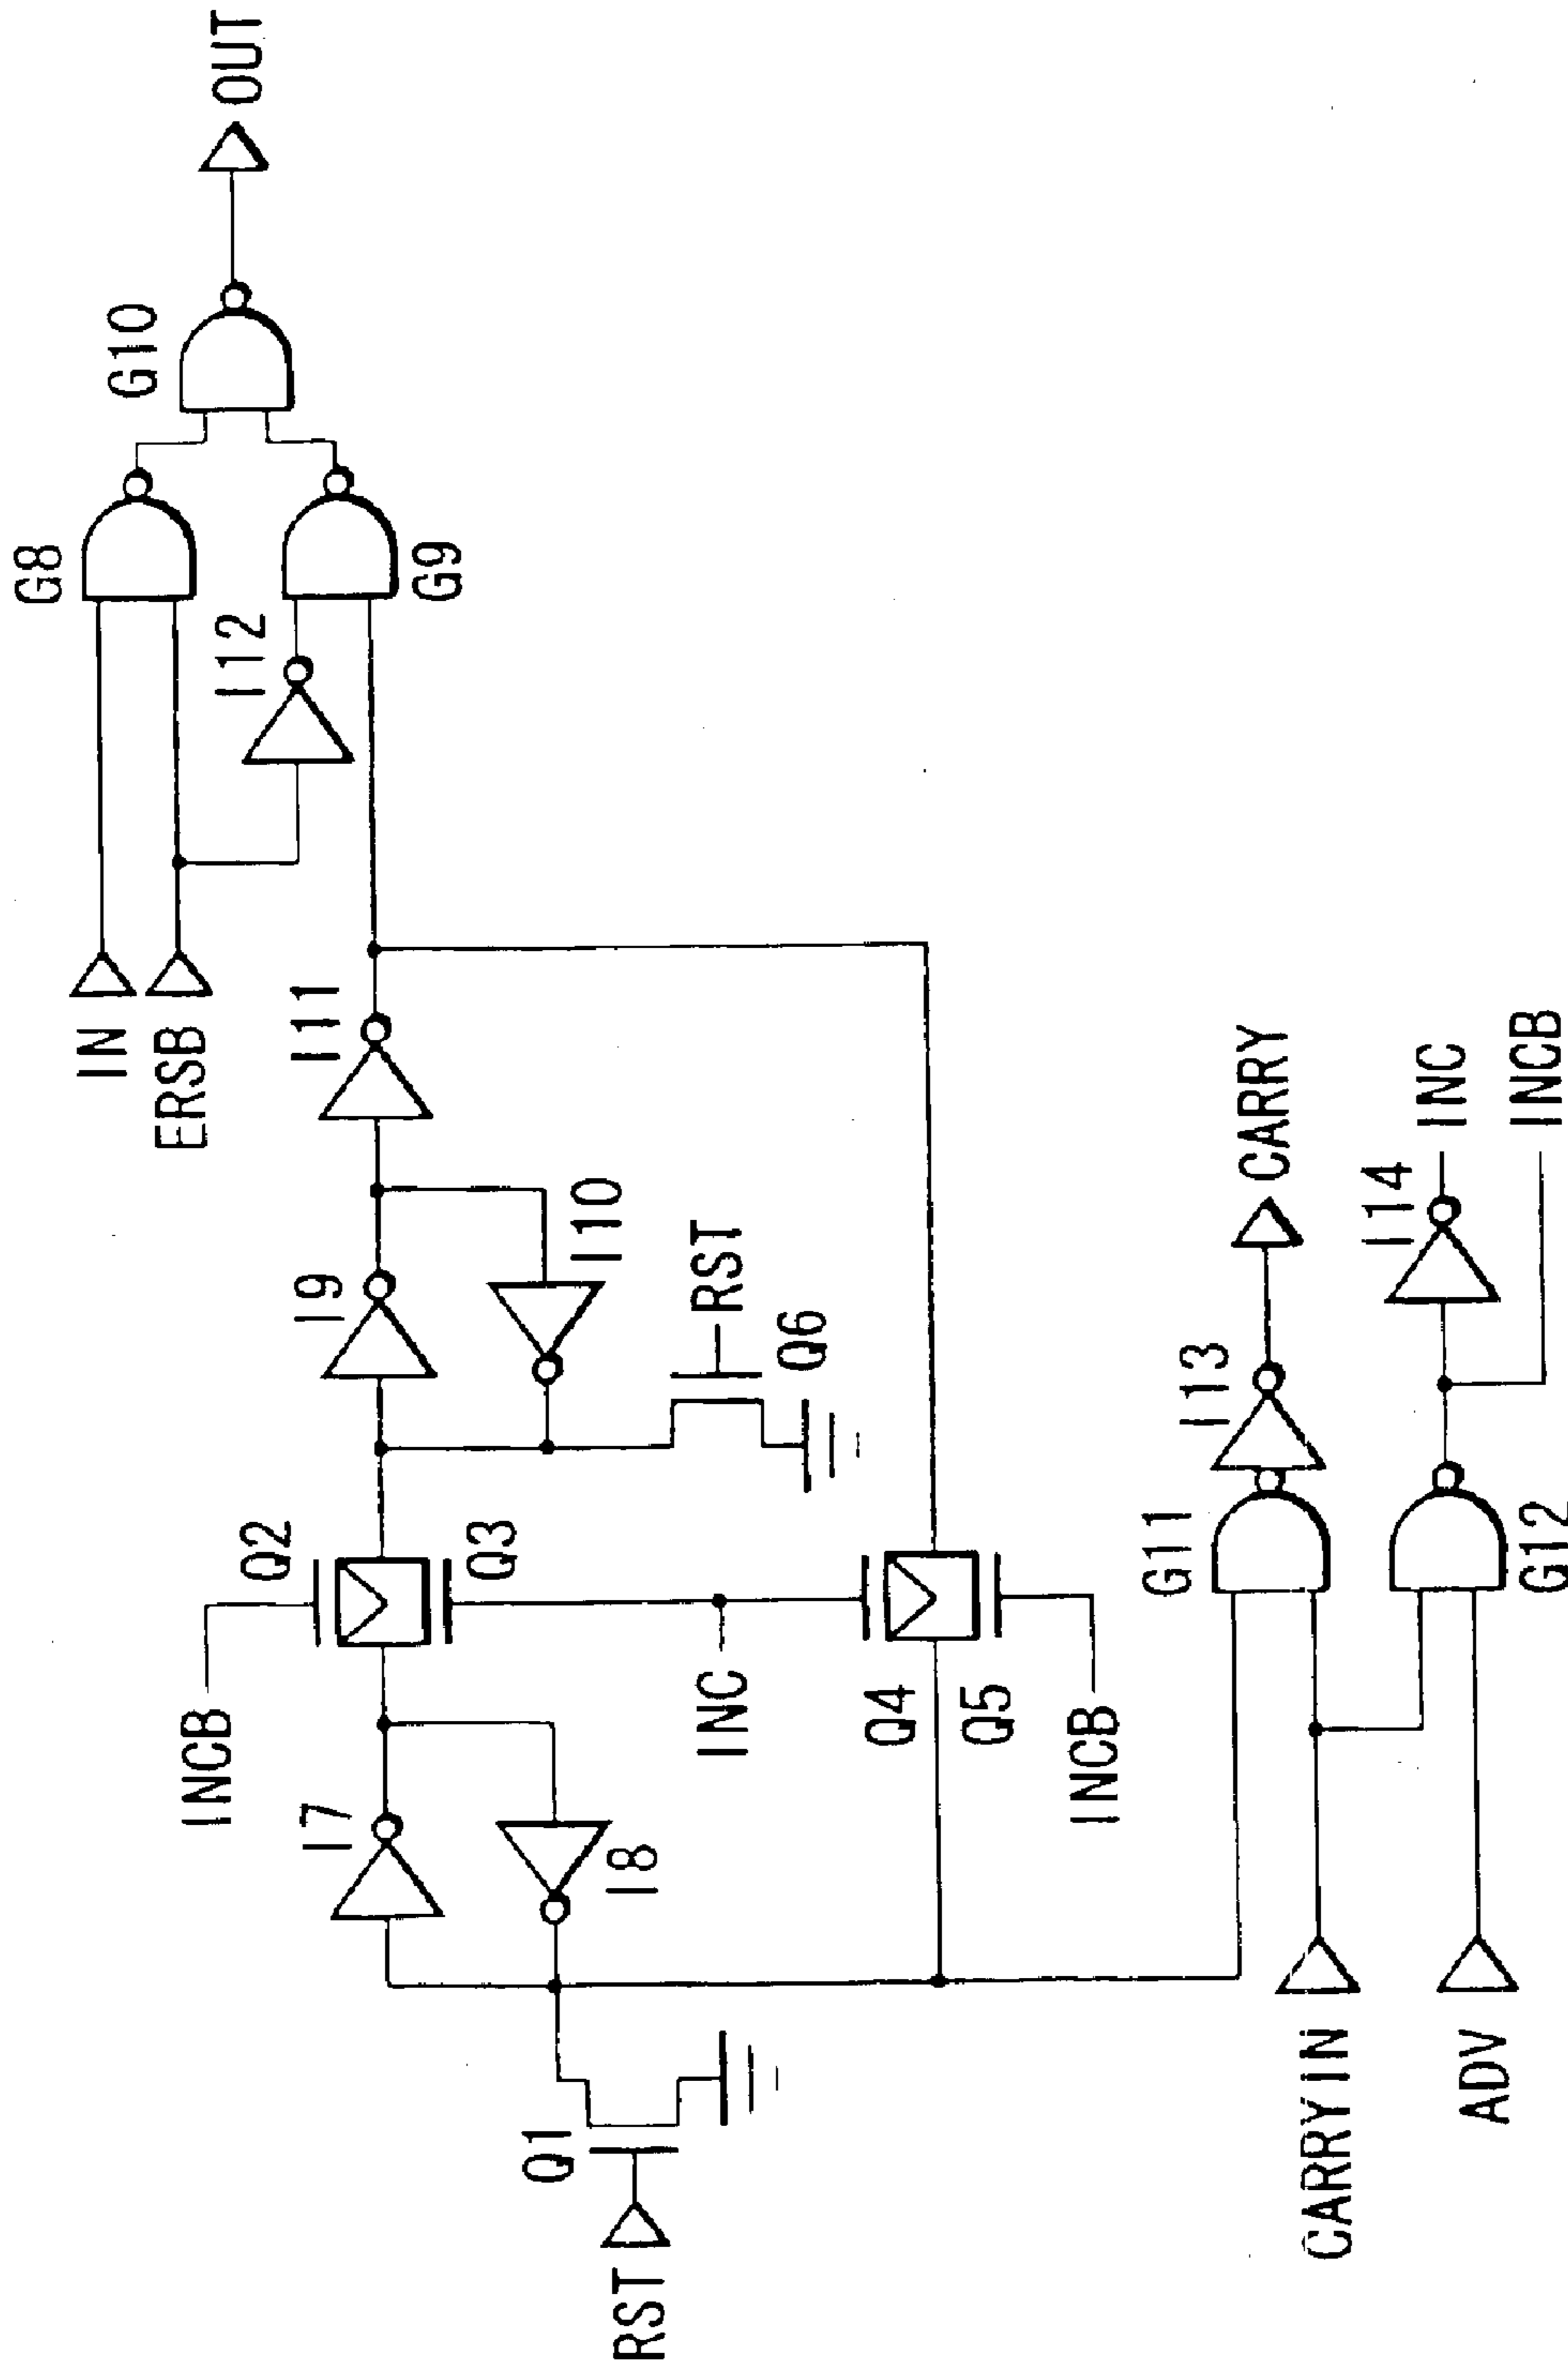 IN
ERSB
G8
I12
G9
G10
OUT
INCB
Q2
Q3
I7
I8
I9
I10
I11
RST
Q6
Q1
RST
INC
Q4
Q5
INCB
G11
I13
CARRY
CARRYIN
ADV
G12
I14
INC
INCB